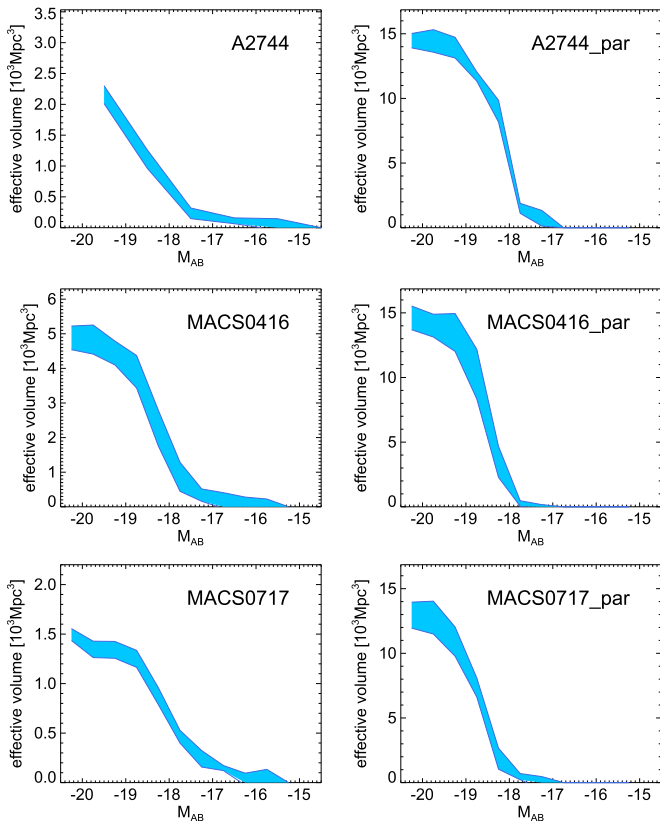 A2744
effective volume [10³Mpc³]
3.5
3.0
2.5
2.0
1.5
1.0
0.5
0.0
-20 -19 -18 -17 -16 -15
M_AB
A2744_par
effective volume [10³Mpc³]
15
10
5
0
-20 -19 -18 -17 -16 -15
M_AB
MACS0416
effective volume [10³Mpc³]
6
5
4
3
2
1
0
-20 -19 -18 -17 -16 -15
M_AB
MACS0416_par
effective volume [10³Mpc³]
15
10
5
0
-20 -19 -18 -17 -16 -15
M_AB
MACS0717
effective volume [10³Mpc³]
2.0
1.5
1.0
0.5
0.0
-20 -19 -18 -17 -16 -15
M_AB
MACS0717_par
effective volume [10³Mpc³]
15
10
5
0
-20 -19 -18 -17 -16 -15
M_AB